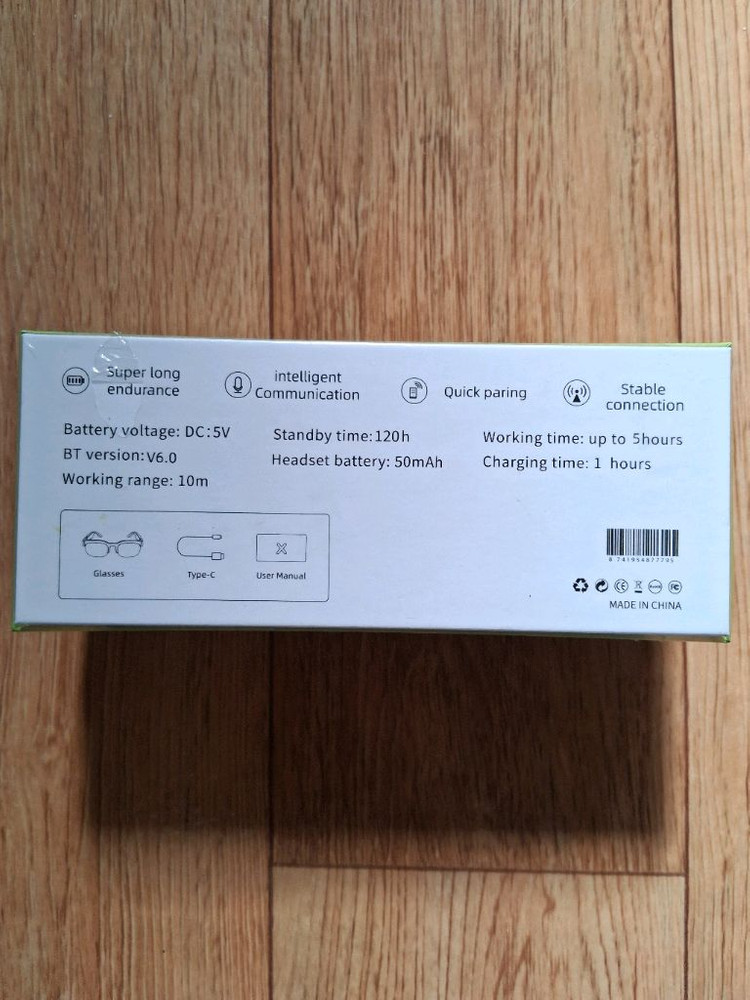 Super long
endurance
intelligent
Communication
Quick paring
Stable
connection
Battery voltage: DC:5V
Standby time:120h
Working time: up to 5hours
BT version:V6.0
Headset battery: 50mAh
Charging time: 1 hours
Working range: 10m
Glasses
Type-C
X
User Manual
MADE IN CHINA